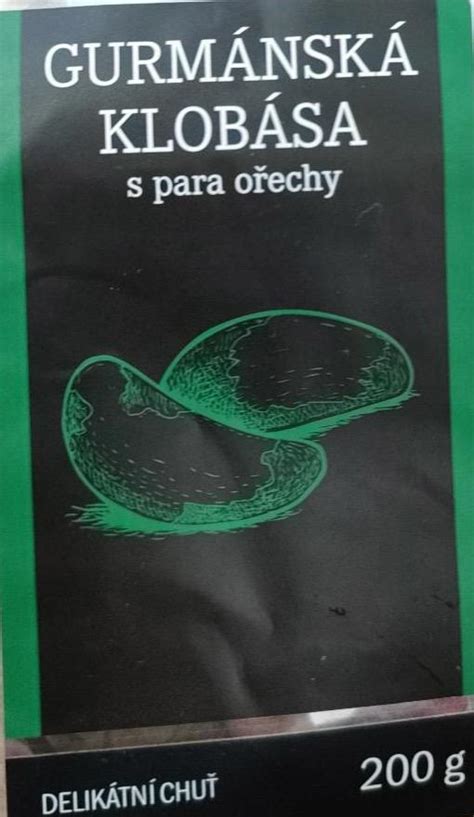 GURMÁNSKÁ
KLOBÁSA
s para ořechy
DELIKÁTNÍ CHUŤ
200 g